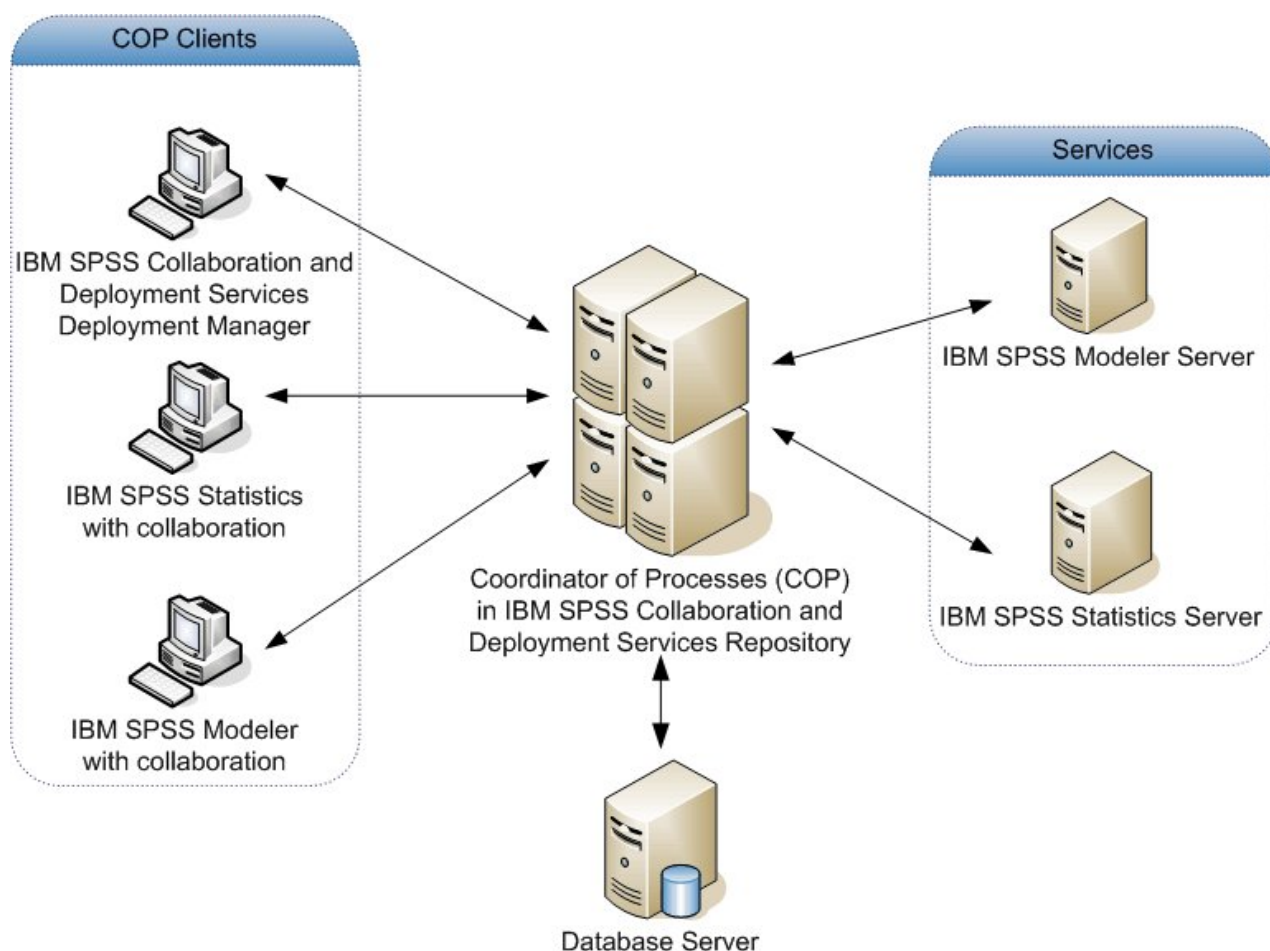 COP Clients
IBM SPSS Collaboration and
Deployment Services
Deployment Manager
IBM SPSS Statistics
with collaboration
IBM SPSS Modeler
with collaboration
Coordinator of Processes (COP)
in IBM SPSS Collaboration and
Deployment Services Repository
Database Server
Services
IBM SPSS Modeler Server
IBM SPSS Statistics Server